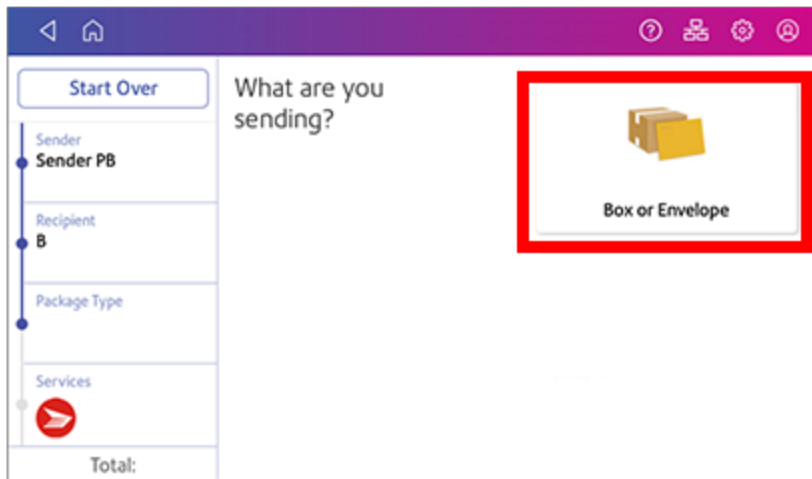 Start Over
Sender
Sender PB
Recipient
B
Package Type
Services
Total:
What are you
sending?
Box or Envelope